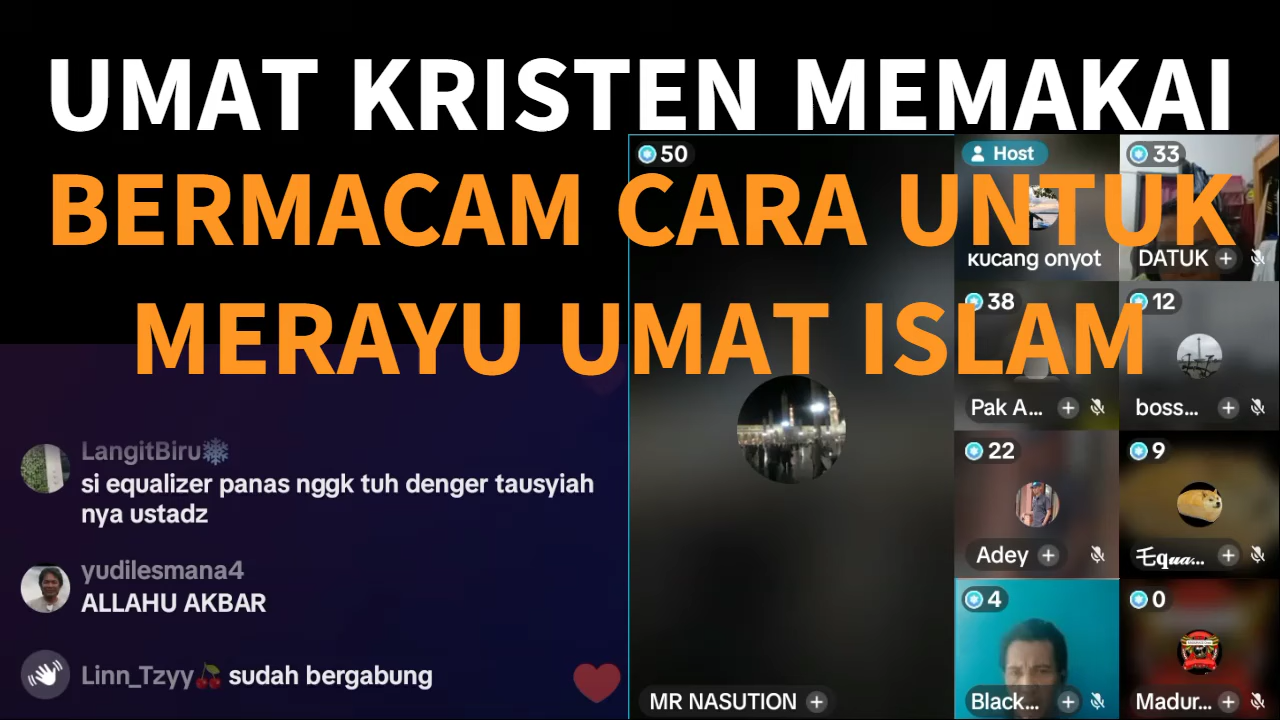 UMAT KRISTEN MEMAKAI
BERMACAM CARA UNTUK
MERAYU UMAT ISLAM
LangitBiru❄️
si equalizer panas nggk tuh denger tausyiah
nya ustadz
yudilesmana4
ALLAHU AKBAR
Linn_Tzyy🍒 sudah bergabung
50
MR NASUTION +
Host
Kucang onyot
33
DATUK +
38
Pak A... +
12
boss... +
22
Adey +
9
Equa... +
4
Black... +
0
Madur... +